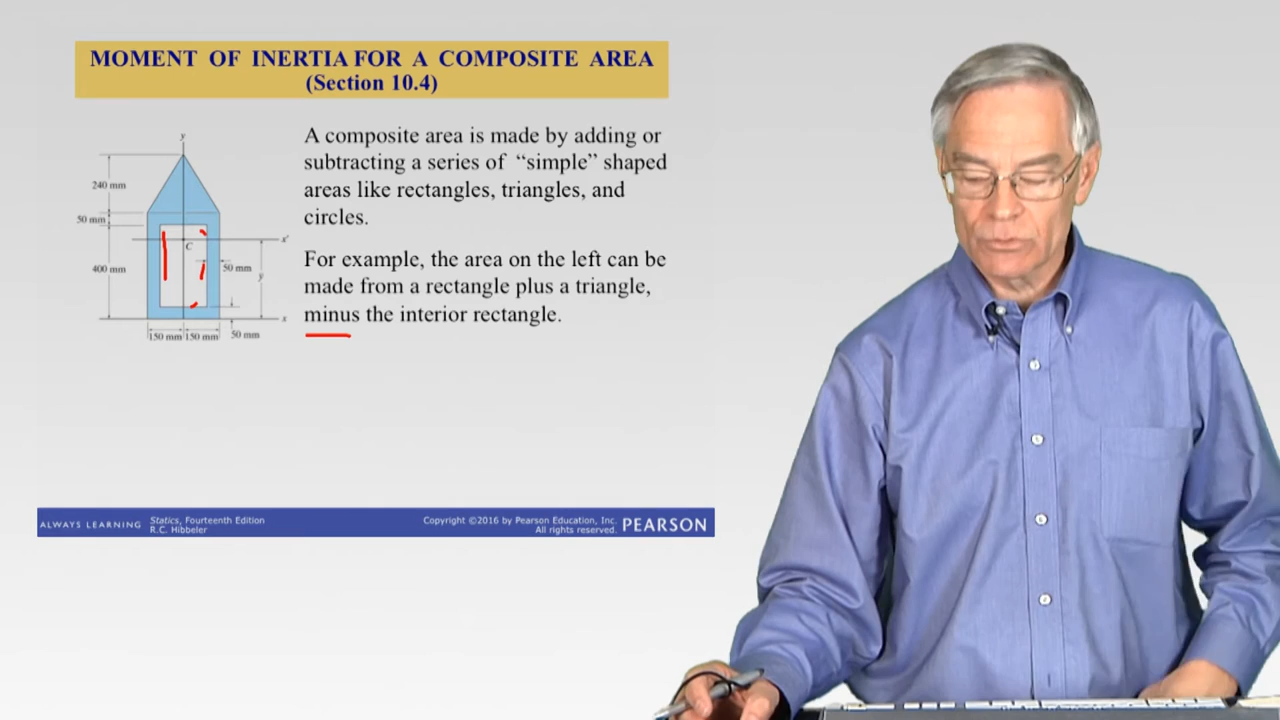 MOMENT OF INERTIA FOR A COMPOSITE AREA
(Section 10.4)
y
240 mm
50 mm
x'
C
400 mm
50 mm
y
x
150 mm 150 mm
50 mm
A composite area is made by adding or
subtracting a series of “simple” shaped
areas like rectangles, triangles, and
circles.
For example, the area on the left can be
made from a rectangle plus a triangle,
minus the interior rectangle.
ALWAYS LEARNING
Statics, Fourteenth Edition
R.C. Hibbeler
Copyright ©2016 by Pearson Education, Inc.
All rights reserved.
PEARSON